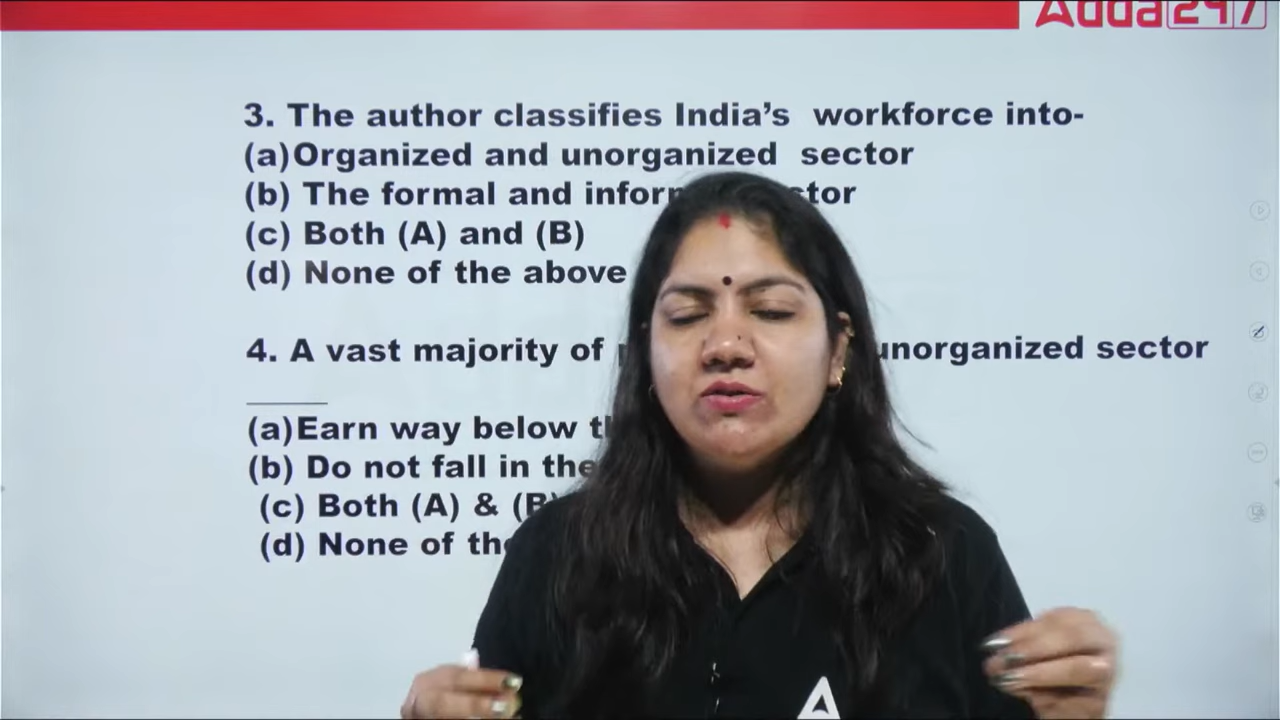 Adda247
3. The author classifies India's workforce into-
(a)Organized and unorganized sector
(b) The formal and
(c) Both (A) and (B)
(d) None of the above
4. A vast majority of unorganized sector
(a)Earn way below
(b) Do not fall in the
(c) Both (A) & (B)
(d) None of